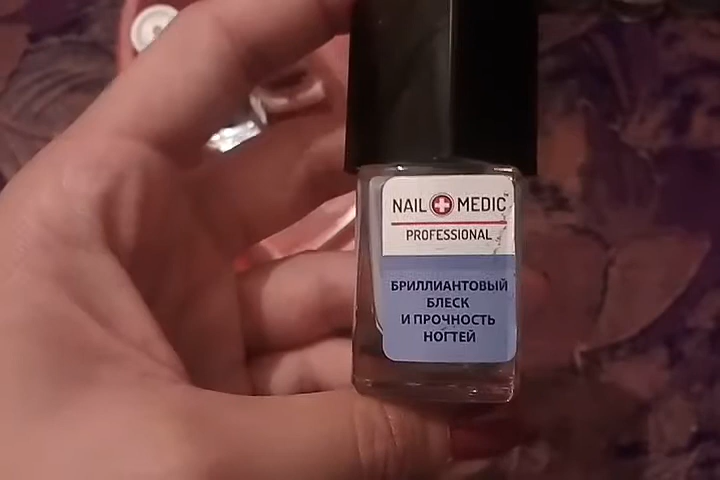 NAIL MEDIC
PROFESSIONAL
БРИЛЛИАНТОВЫЙ
БЛЕСК
И ПРОЧНОСТЬ
НОГТЕЙ